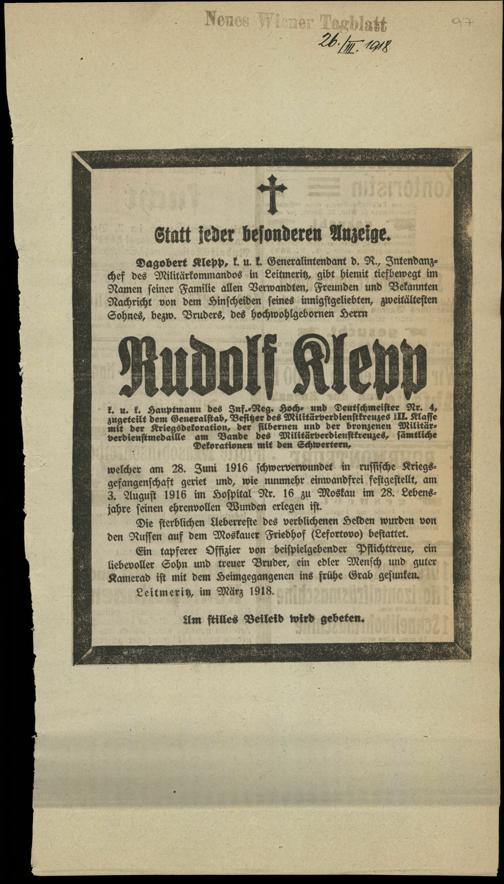 Neues Wiener Tagblatt
97
26./III. 1918
Statt jeder besonderen Anzeige.
Dagobert Klepp, k. u. k. Generalintendant d. R., Intendanz-
chef des Militärkommandos in Leitmeritz, gibt hiemit tiefbewegt im
Namen seiner Familie allen Verwandten, Freunden und Bekannten
Nachricht von dem Hinscheiden seines innigstgeliebten, zweitältesten
Sohnes, bezw. Bruders, des hochwohlgebornen Herrn
Rudolf Klepp
k. u. k. Hauptmann des Inf.-Reg. Hoch- und Deutschmeister Nr. 4,
zugeteilt dem Generalstab, Besitzer des Militärverdienstkreuzes III. Klasse
mit der Kriegsdekoration, der silbernen und der bronzenen Militär-
verdienstmedaille am Bande des Militärverdienstkreuzes, sämtliche
Dekorationen mit den Schwertern,
welcher am 28. Juni 1916 schwerverwundet in russische Kriegs-
gefangenschaft geriet und, wie nunmehr einwandfrei festgestellt, am
3. August 1916 im Hospital Nr. 16 zu Moskau im 28. Lebens-
jahre seinen ehrenvollen Wunden erlegen ist.
Die sterblichen Ueberreste des verblichenen Helden wurden von
den Russen auf dem Moskauer Friedhof (Lefortovo) bestattet.
Ein tapferer Offizier von beispielgebender Pflichttreue, ein
liebevoller Sohn und treuer Bruder, ein edler Mensch und guter
Kamerad ist mit dem Heimgegangenen ins frühe Grab gesunken.
Leitmeritz, im März 1918.
Um stilles Beileid wird gebeten.